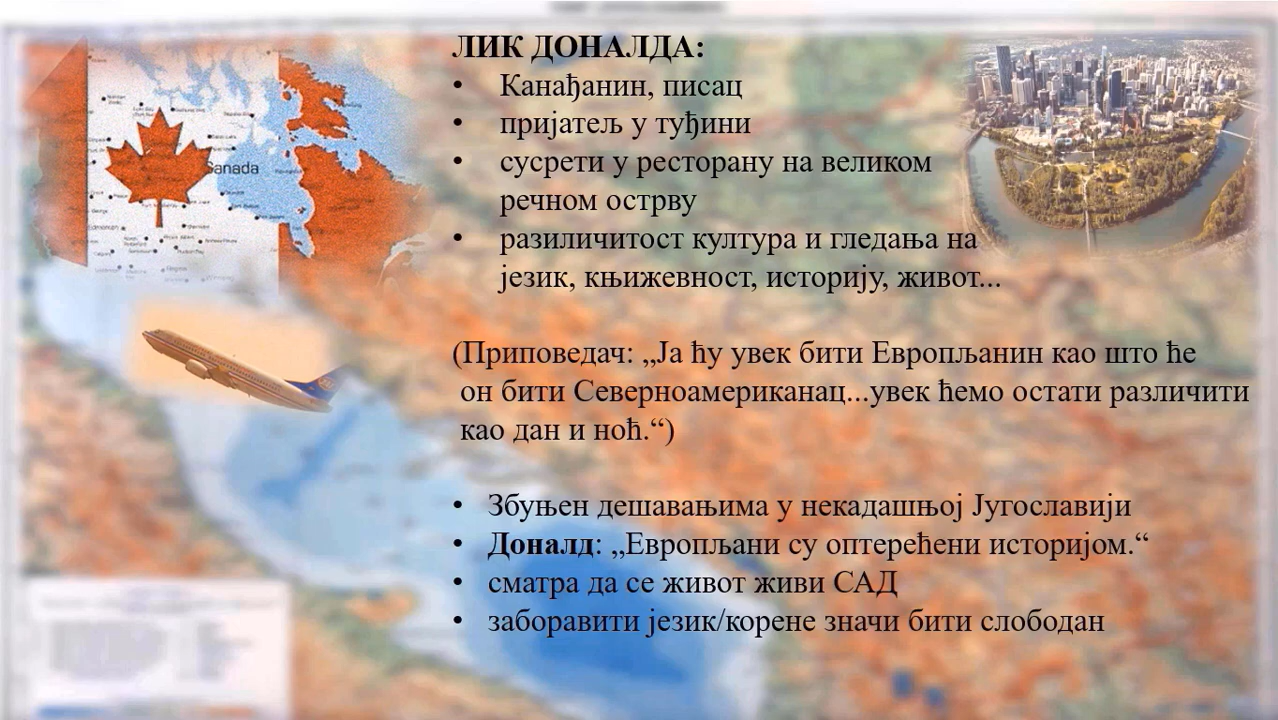 ЛИК ДОНАЛДА:
• Канађанин, писац
• пријатељ у туђини
• сусрети у ресторану на великом
речном острву
• разиличитост култура и гледања на
језик, књижевност, историју, живот...
(Приповедач: „Ја ћу увек бити Европљанин као што ће
он бити Северноамериканац...увек ћемо остати различити
као дан и ноћ.“)
• Збуњен дешавањима у некадашњој Југославији
• Доналд: „Европљани су оптерећени историјом.“
• сматра да се живот живи САД
• заборавити језик/корене значи бити слободан
anada